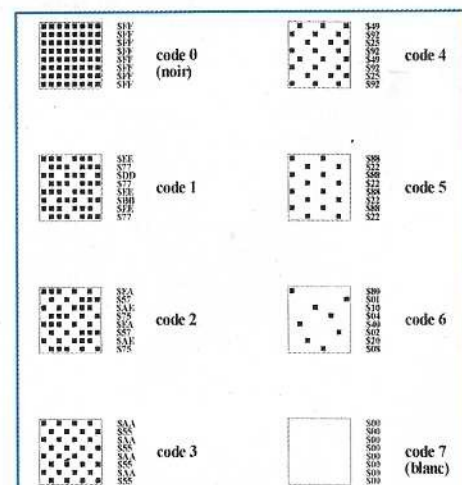 $FF
$FF
$FF
$FF
$FF
$FF
$FF
$FF
code 0
(noir)
$EE
$77
$DD
$77
$EE
$BB
$EE
$77
code 1
$EA
$57
$AE
$75
$EA
$57
$AE
$75
code 2
$AA
$55
$AA
$55
$AA
$55
$AA
$55
code 3
$49
$92
$25
$92
$49
$92
$25
$92
code 4
$88
$22
$88
$22
$88
$22
$88
$22
code 5
$80
$01
$10
$04
$40
$02
$20
$08
code 6
$00
$00
$00
$00
$00
$00
$00
$00
code 7
(blanc)